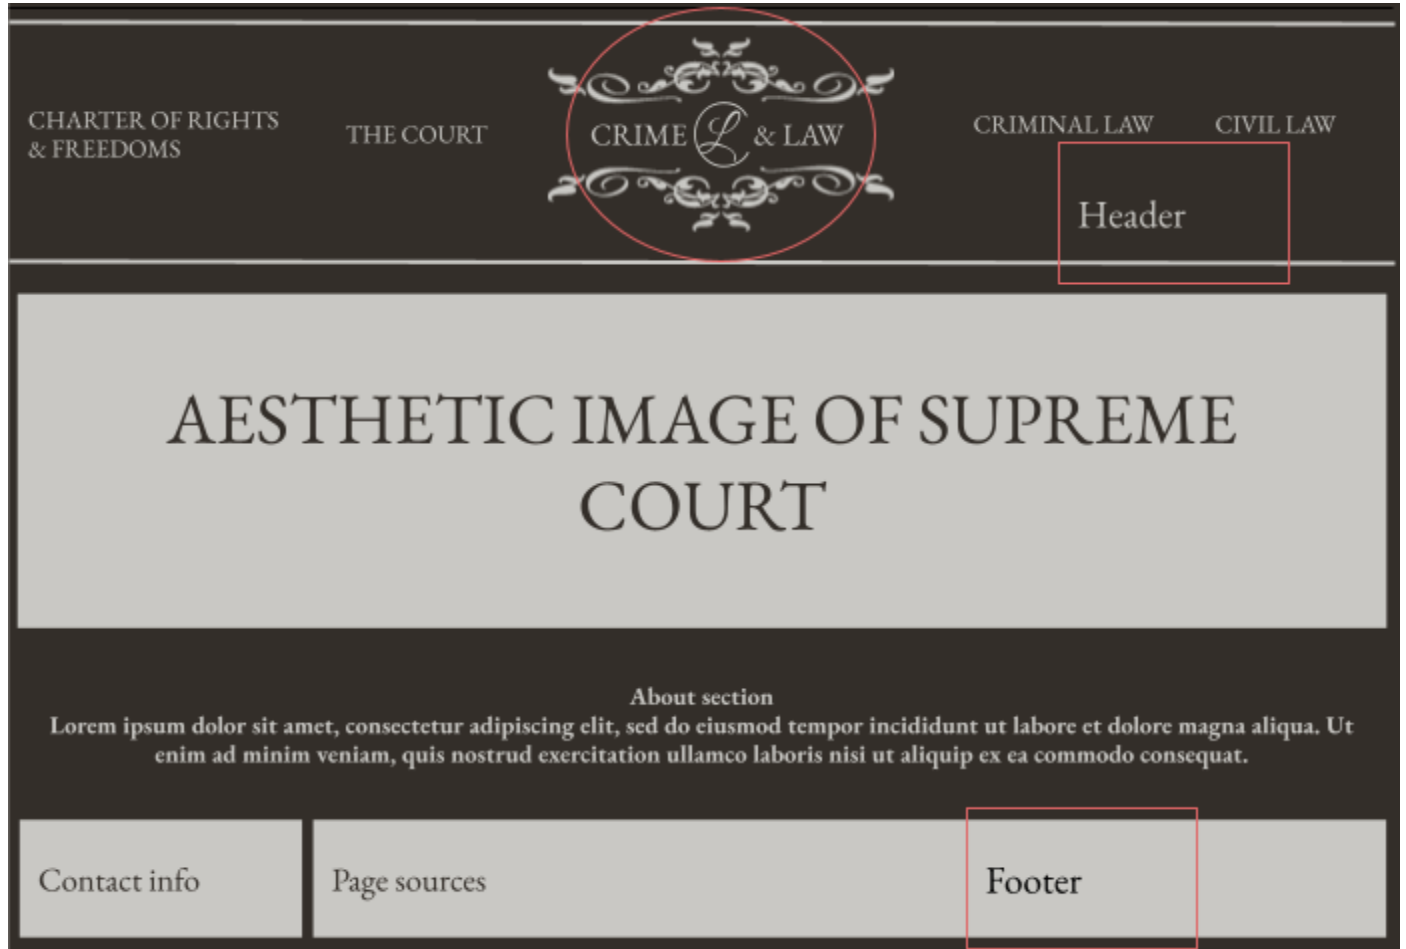 CHARTER OF RIGHTS
& FREEDOMS
THE COURT
CRIME L & LAW
CRIMINAL LAW
CIVIL LAW
Header
AESTHETIC IMAGE OF SUPREME
COURT
About section
Lorem ipsum dolor sit amet, consectetur adipiscing elit, sed do eiusmod tempor incididunt ut labore et dolore magna aliqua. Ut
enim ad minim veniam, quis nostrud exercitation ullamco laboris nisi ut aliquip ex ea commodo consequat.
Contact info
Page sources
Footer